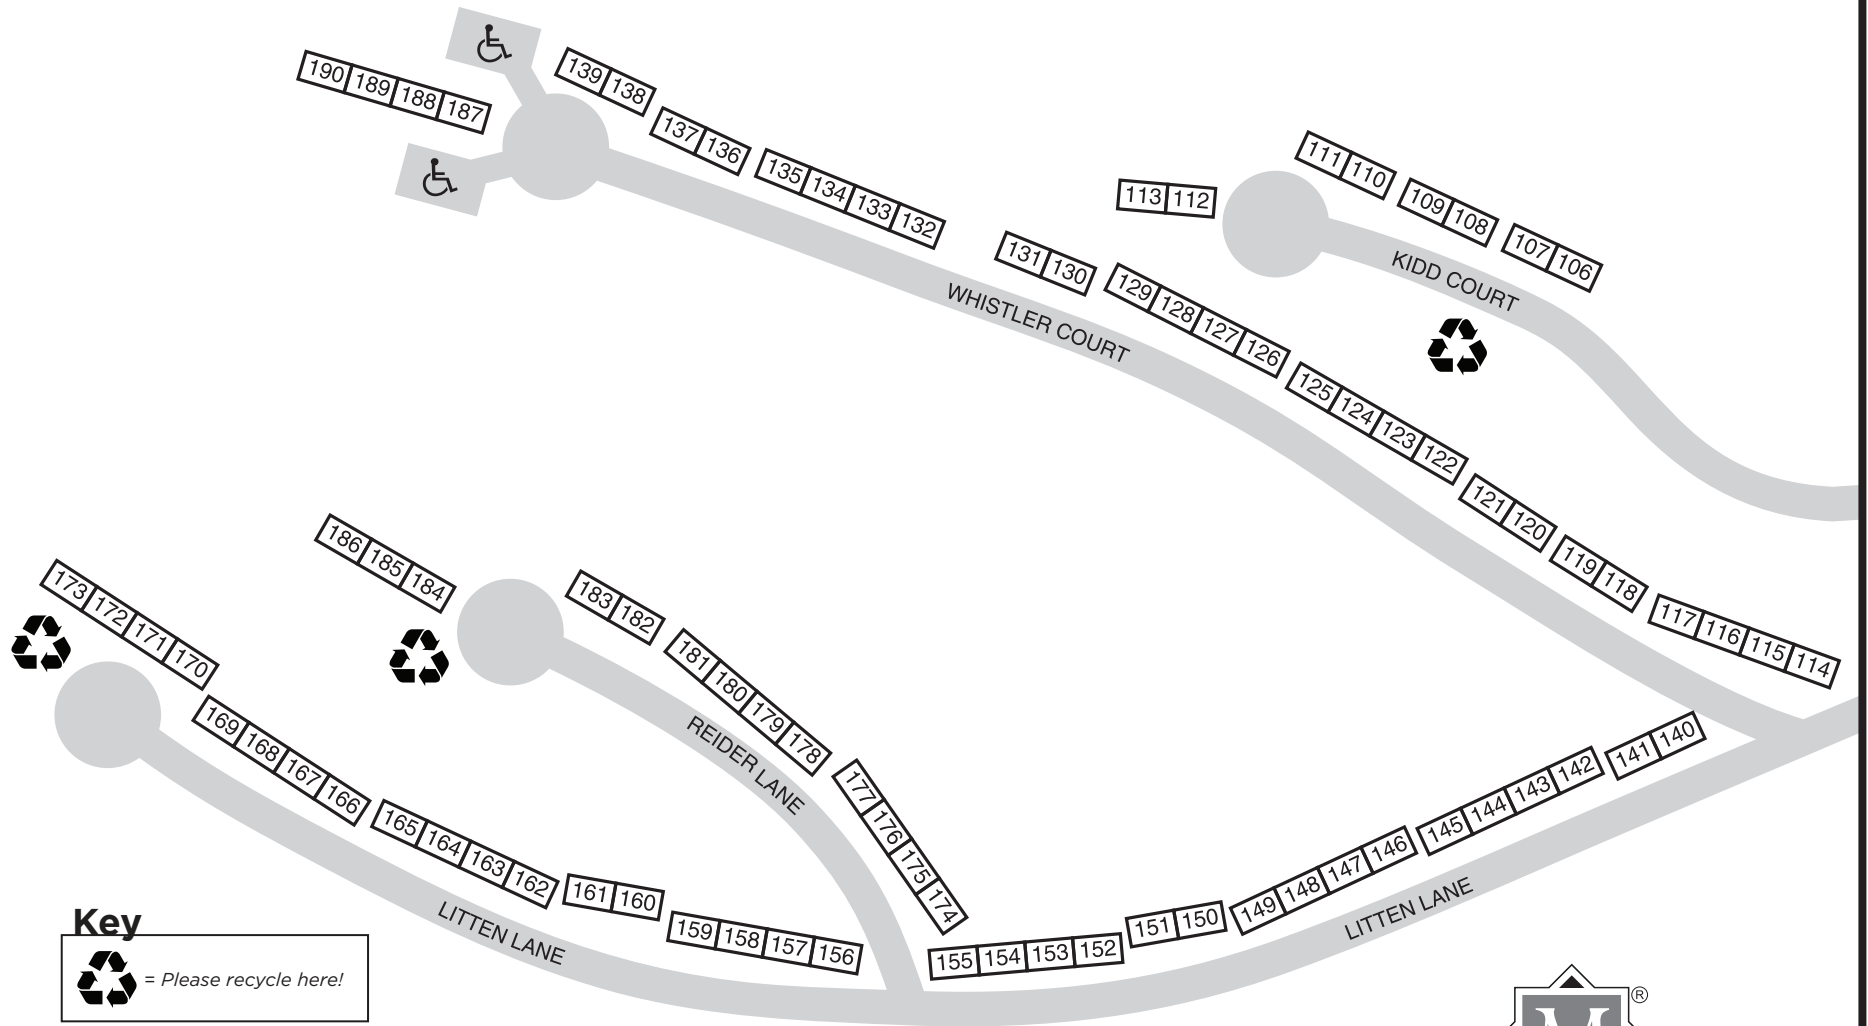 190 189 188 187
139 138
137 136
135 134 133 132
131 130
129 128 127 126
125 124 123 122
121 120
119 118
117 116 115 114
WHISTLER COURT
113 112
111 110
109 108
107 106
KIDD COURT
186 185 184
183 182
181 180 179 178
177 176 175 174
REIDER LANE
173 172 171 170
169 168 167 166
165 164 163 162
161 160
159 158 157 156
LITTEN LANE
155 154 153 152
151 150
149 148 147 146
145 144 143 142
141 140
LITTEN LANE
Key
= Please recycle here!
M
®